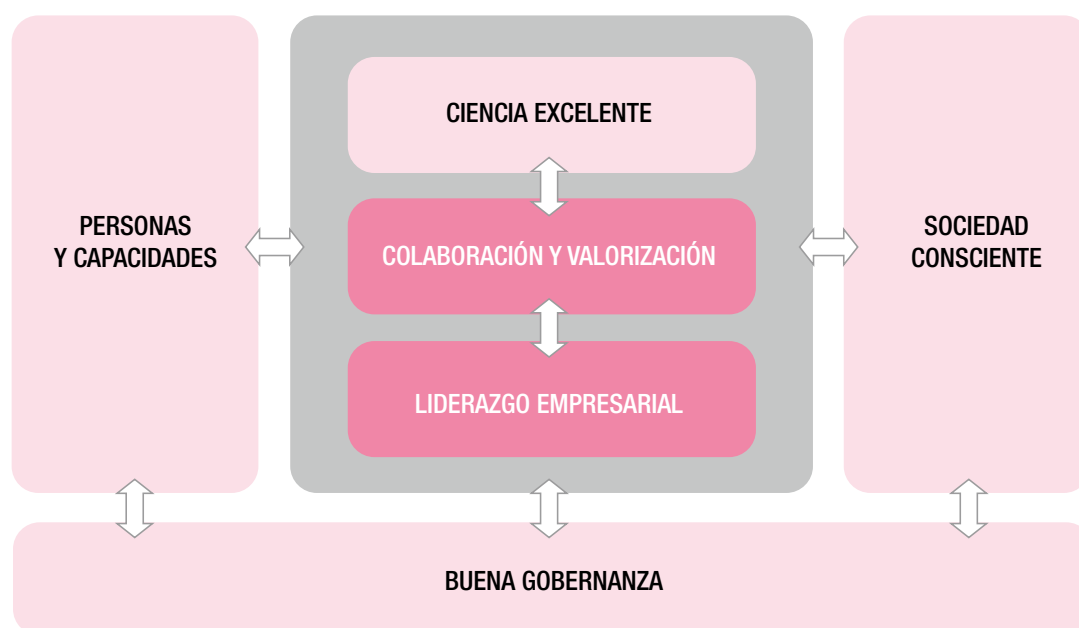 CIENCIA EXCELENTE
PERSONAS
Y CAPACIDADES
COLABORACIÓN Y VALORIZACIÓN
SOCIEDAD
CONSCIENTE
LIDERAZGO EMPRESARIAL
BUENA GOBERNANZA